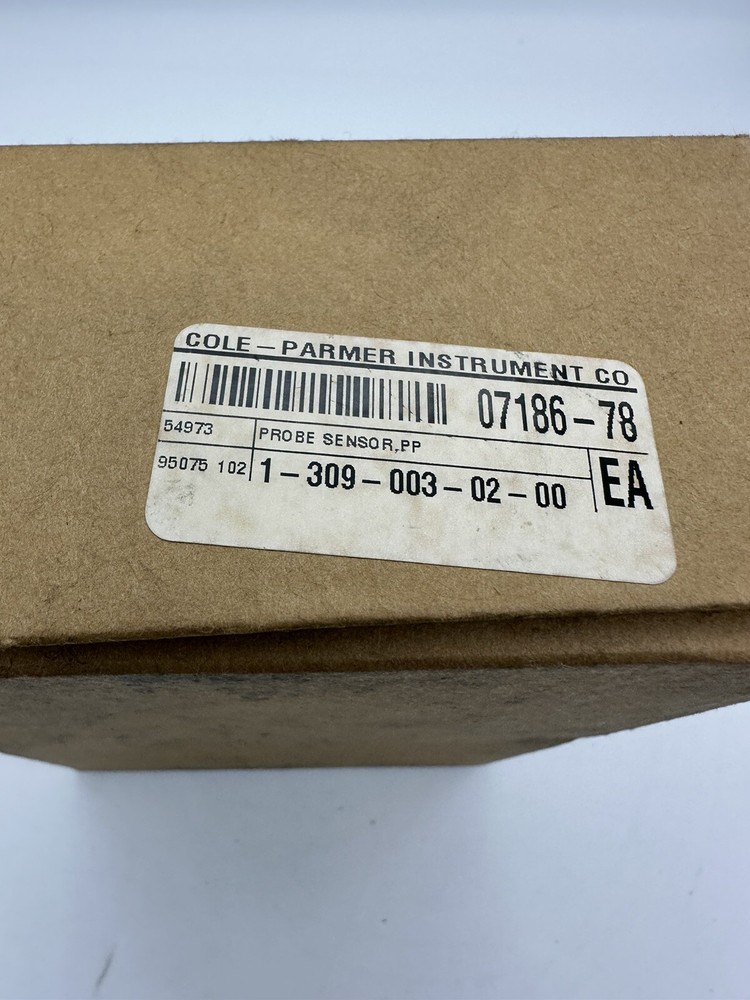 COLE-PARMER INSTRUMENT CO
07186-78
54973 PROBE SENSOR,PP
95075 102 1-309-003-02-00 EA